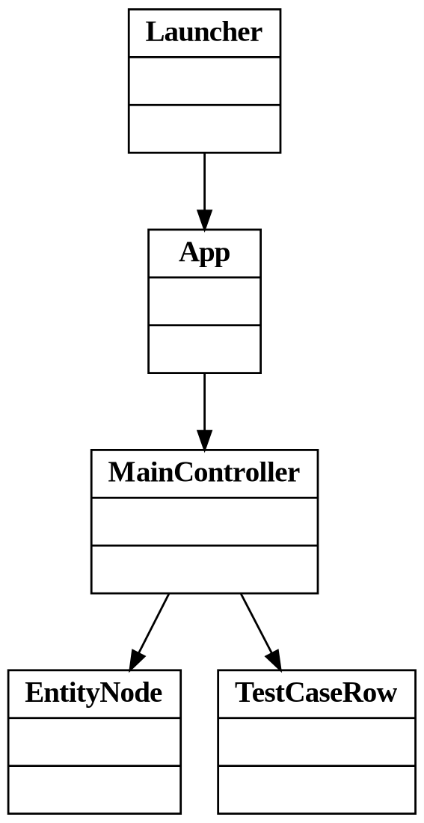 Launcher
App
MainController
EntityNode
TestCaseRow